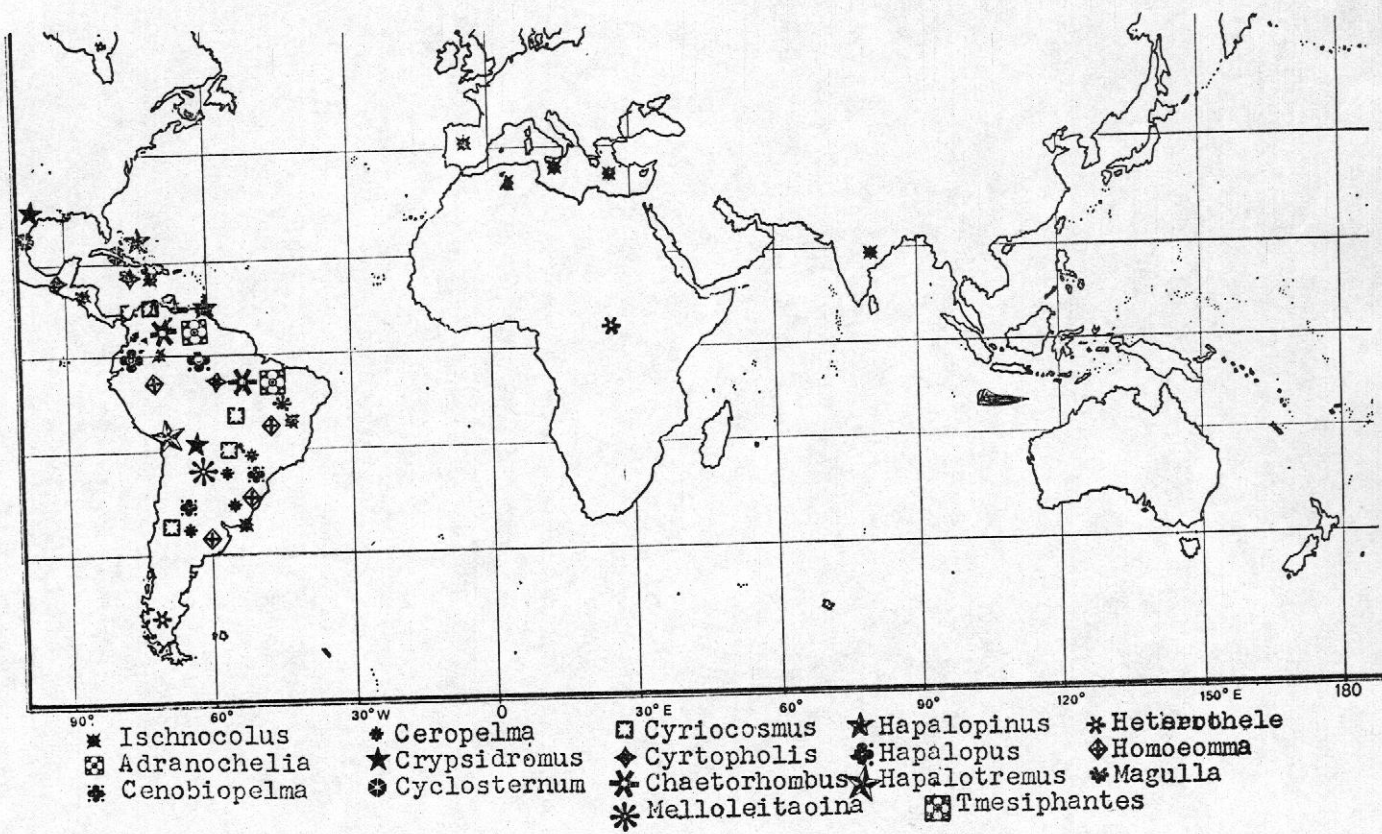 90°. 60° 30°W 0 30°E 60° 90° 120° 150°E 180
Ischnocolus Ceropelma Cyriocosmus Hapalopinus
Adranochelia Crypsidromus Cyrtopholis Hapalopus Homoeomma
Cenobiopelma Cyclosternum Chaetorhombus Hapalotremus Magulla
Melloleitaoina Tmesiphantes